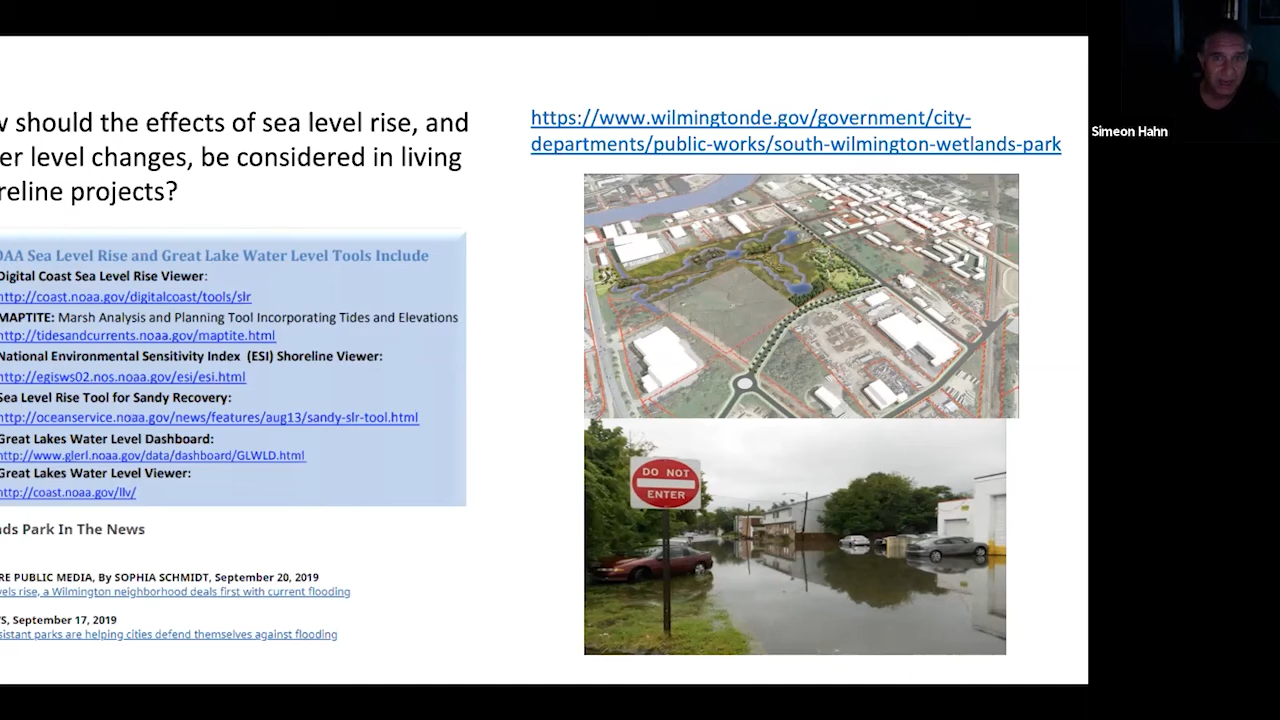 should the effects of sea level rise, and
level changes, be considered in living
projects?
https://www.wilmingtonde.gov/government/city-
departments/public-works/south-wilmington-wetlands-park
Simeon Hahn
Sea Level Rise and Great Lake Water Level Tools Include
Digital Coast Sea Level Rise Viewer:
http://coast.noaa.gov/digitalcoast/tools/slr
MAPTITE: Marsh Analysis and Planning Tool Incorporating Tides and Elevations
http://tidesandcurrents.noaa.gov/maptite.html
National Environmental Sensitivity Index (ESI) Shoreline Viewer:
http://egisws02.nos.noaa.gov/esi/esi.html
Sea Level Rise Tool for Sandy Recovery:
http://oceanservice.noaa.gov/news/features/aug13/sandy-slr-tool.html
Great Lakes Water Level Dashboard:
http://www.glerl.noaa.gov/data/dashboard/GLWLD.html
Great Lakes Water Level Viewer:
http://coast.noaa.gov/llv/
Park In The News
PUBLIC MEDIA, By SOPHIA SCHMIDT, September 20, 2019
rise, a Wilmington neighborhood deals first with current flooding
September 17, 2019
parks are helping cities defend themselves against flooding
DO NOT
ENTER